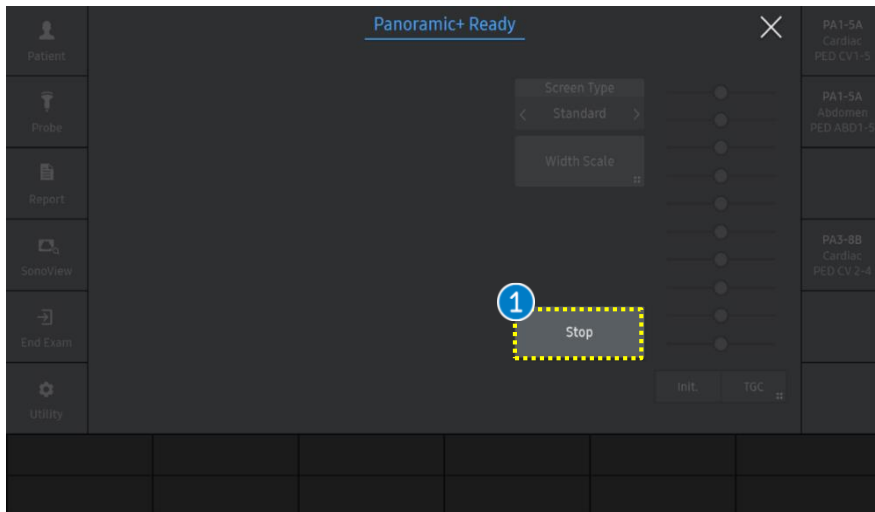 Panoramic+ Ready
Patient
Probe
Report
SonoView
End Exam
Utility
Screen Type
Standard
Width Scale
1
Stop
Init.
TGC
PA1-5A
Cardiac
PED CV1-5
PA1-5A
Abdomen
PED ABD1-5
PA3-8B
Cardiac
PED CV 2-4